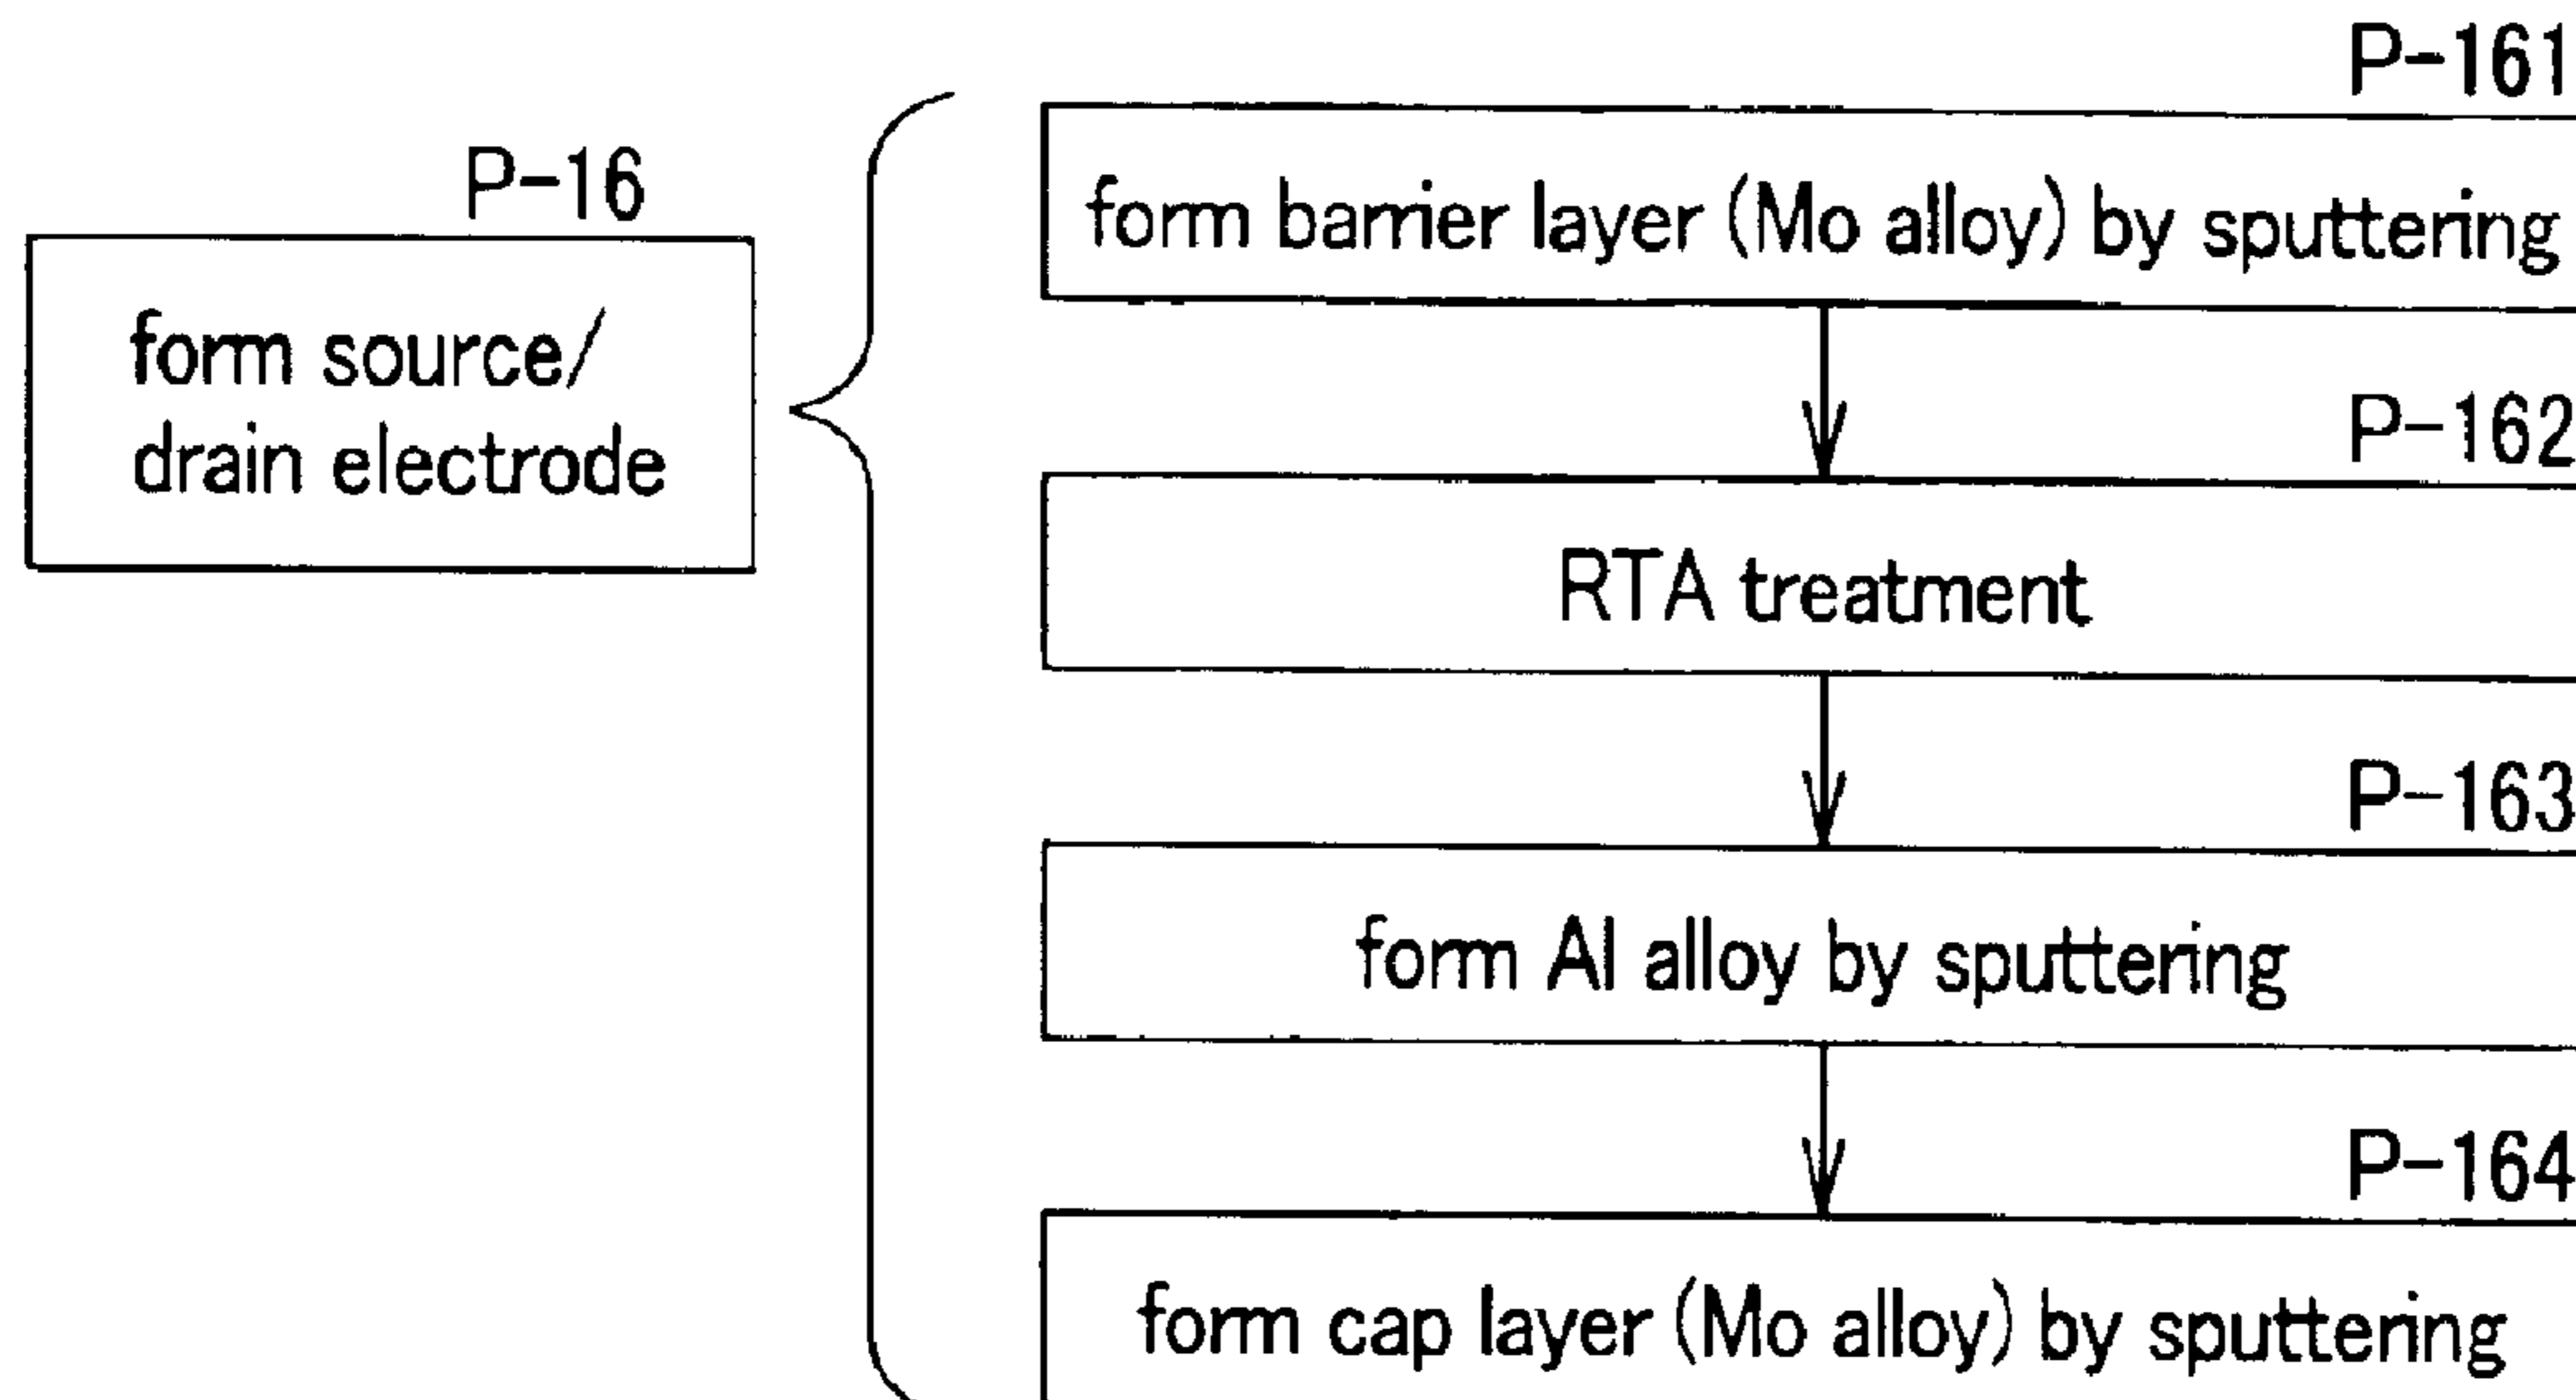 P-16
form source/
drain electrode
P-161
form barrier layer (Mo alloy) by sputtering
P-162
RTA treatment
P-163
form Al alloy by sputtering
P-164
form cap layer (Mo alloy) by sputtering